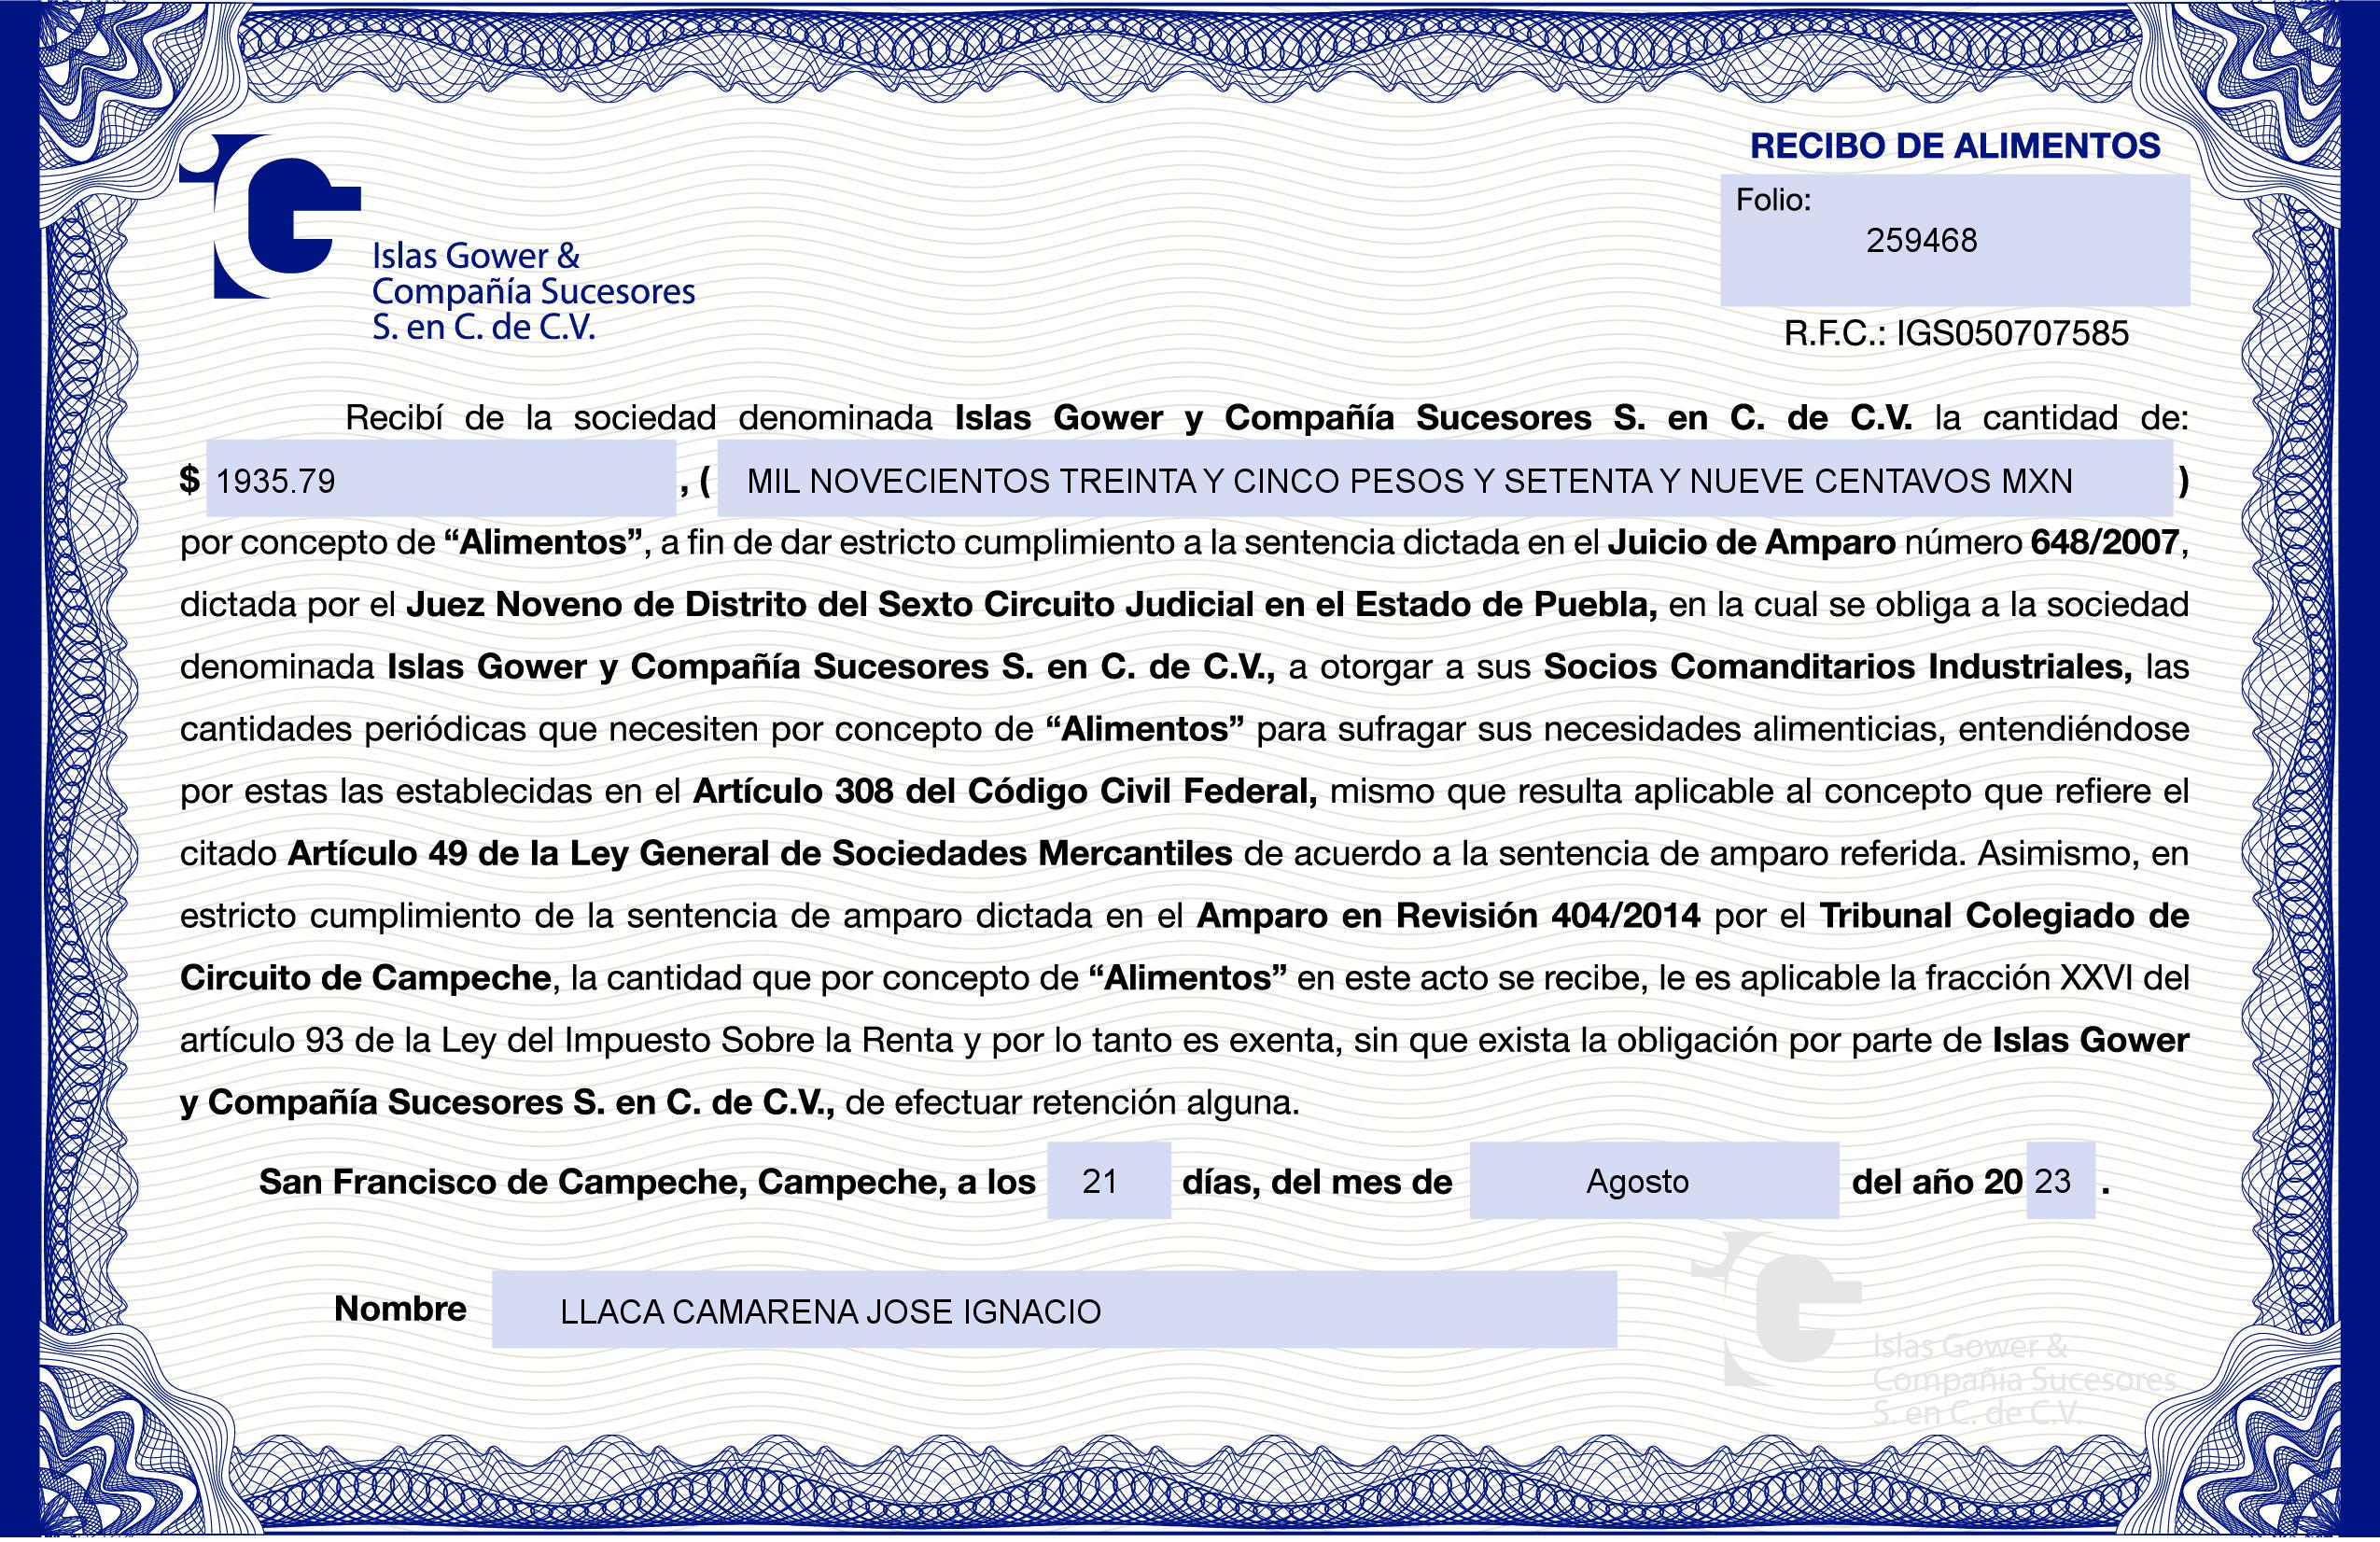 RECIBO DE ALIMENTOS
Folio:
259468
Islas Gower &
Compañía Sucesores
S. en C. de C.V.
R.F.C.: IGS050707585
Recibí de la sociedad denominada Islas Gower y Compañía Sucesores S. en C. de C.V. la cantidad de:
$ 1935.79 , ( MIL NOVECIENTOS TREINTA Y CINCO PESOS Y SETENTA Y NUEVE CENTAVOS MXN )
por concepto de “Alimentos”, a fin de dar estricto cumplimiento a la sentencia dictada en el Juicio de Amparo número 648/2007,
dictada por el Juez Noveno de Distrito del Sexto Circuito Judicial en el Estado de Puebla, en la cual se obliga a la sociedad
denominada Islas Gower y Compañía Sucesores S. en C. de C.V., a otorgar a sus Socios Comanditarios Industriales, las
cantidades periódicas que necesiten por concepto de “Alimentos” para sufragar sus necesidades alimenticias, entendiéndose
por estas las establecidas en el Artículo 308 del Código Civil Federal, mismo que resulta aplicable al concepto que refiere el
citado Artículo 49 de la Ley General de Sociedades Mercantiles de acuerdo a la sentencia de amparo referida. Asimismo, en
estricto cumplimiento de la sentencia de amparo dictada en el Amparo en Revisión 404/2014 por el Tribunal Colegiado de
Circuito de Campeche, la cantidad que por concepto de “Alimentos” en este acto se recibe, le es aplicable la fracción XXVI del
artículo 93 de la Ley del Impuesto Sobre la Renta y por lo tanto es exenta, sin que exista la obligación por parte de Islas Gower
y Compañía Sucesores S. en C. de C.V., de efectuar retención alguna.
San Francisco de Campeche, Campeche, a los 21 días, del mes de Agosto del año 20 23 .
Nombre LLACA CAMARENA JOSE IGNACIO
Islas Gower &
Compañia Sucesores
S. en C. de C.V.